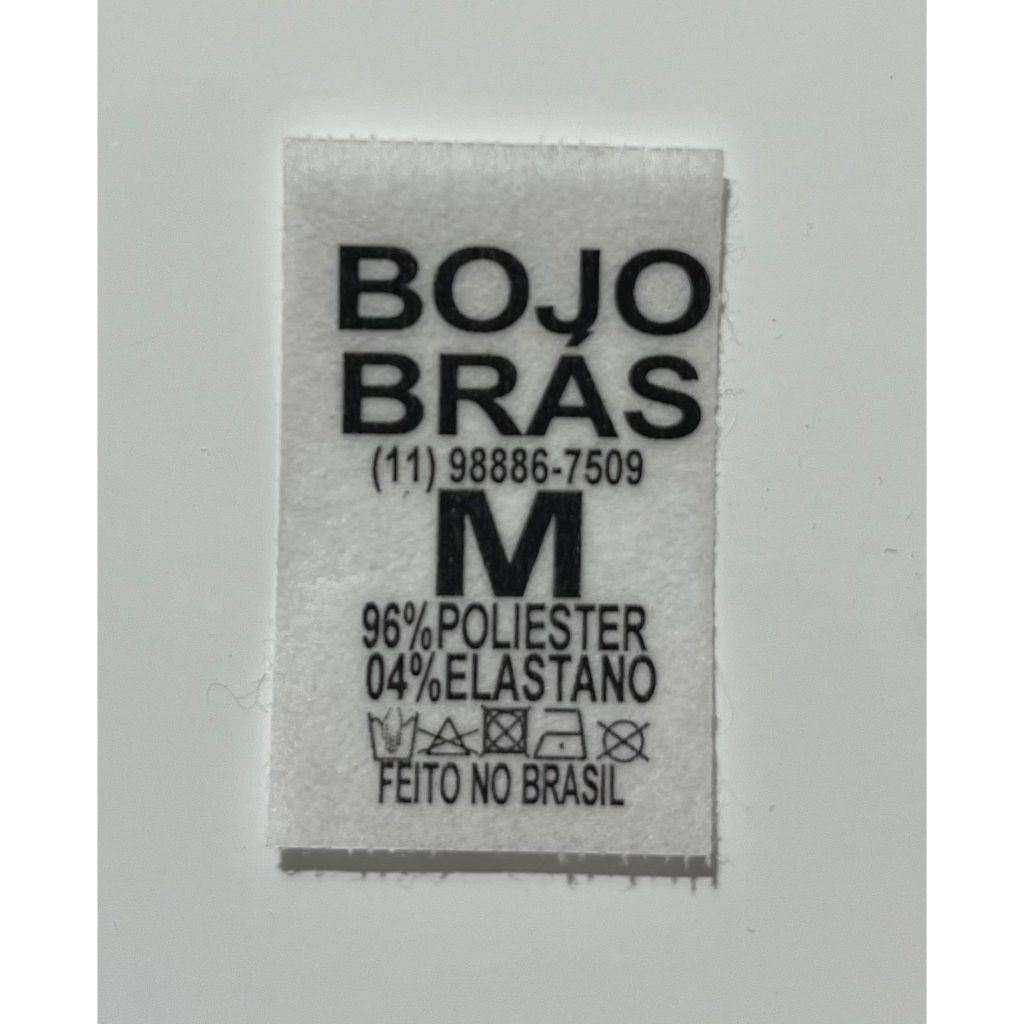 BOJO
BRÁS
(11) 98886-7509
M
96%POLIESTER
04%ELASTANO
FEITO NO BRASIL